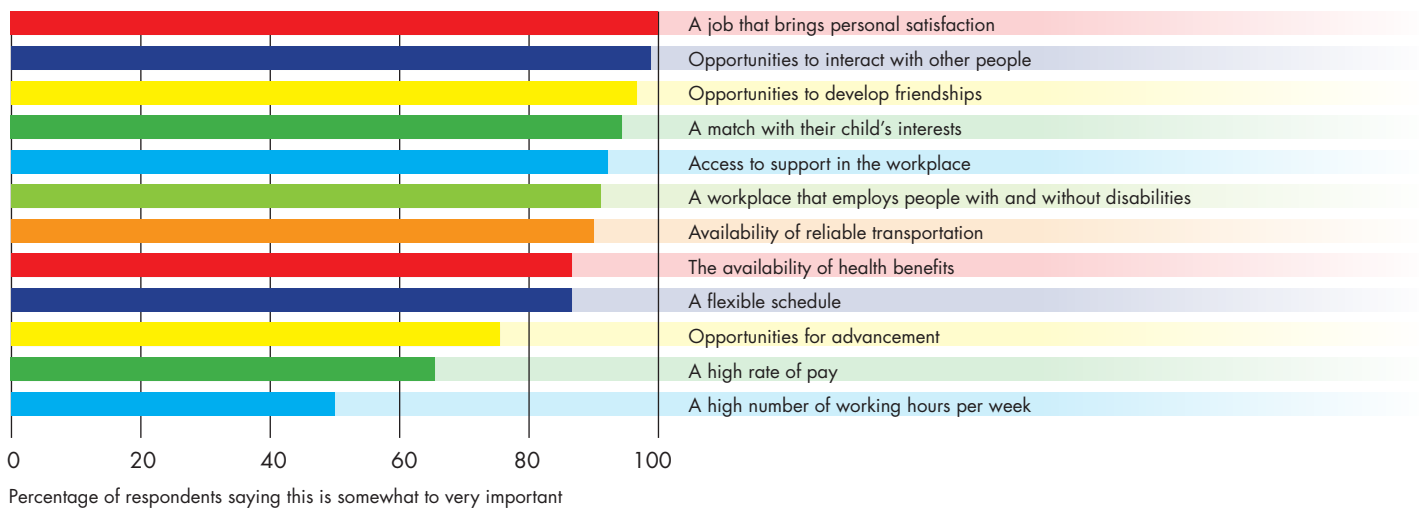 A job that brings personal satisfaction
Opportunities to interact with other people
Opportunities to develop friendships
A match with their child's interests
Access to support in the workplace
A workplace that employs people with and without disabilities
Availability of reliable transportation
The availability of health benefits
A flexible schedule
Opportunities for advancement
A high rate of pay
A high number of working hours per week
0 20 40 60 80 100
Percentage of respondents saying this is somewhat to very important